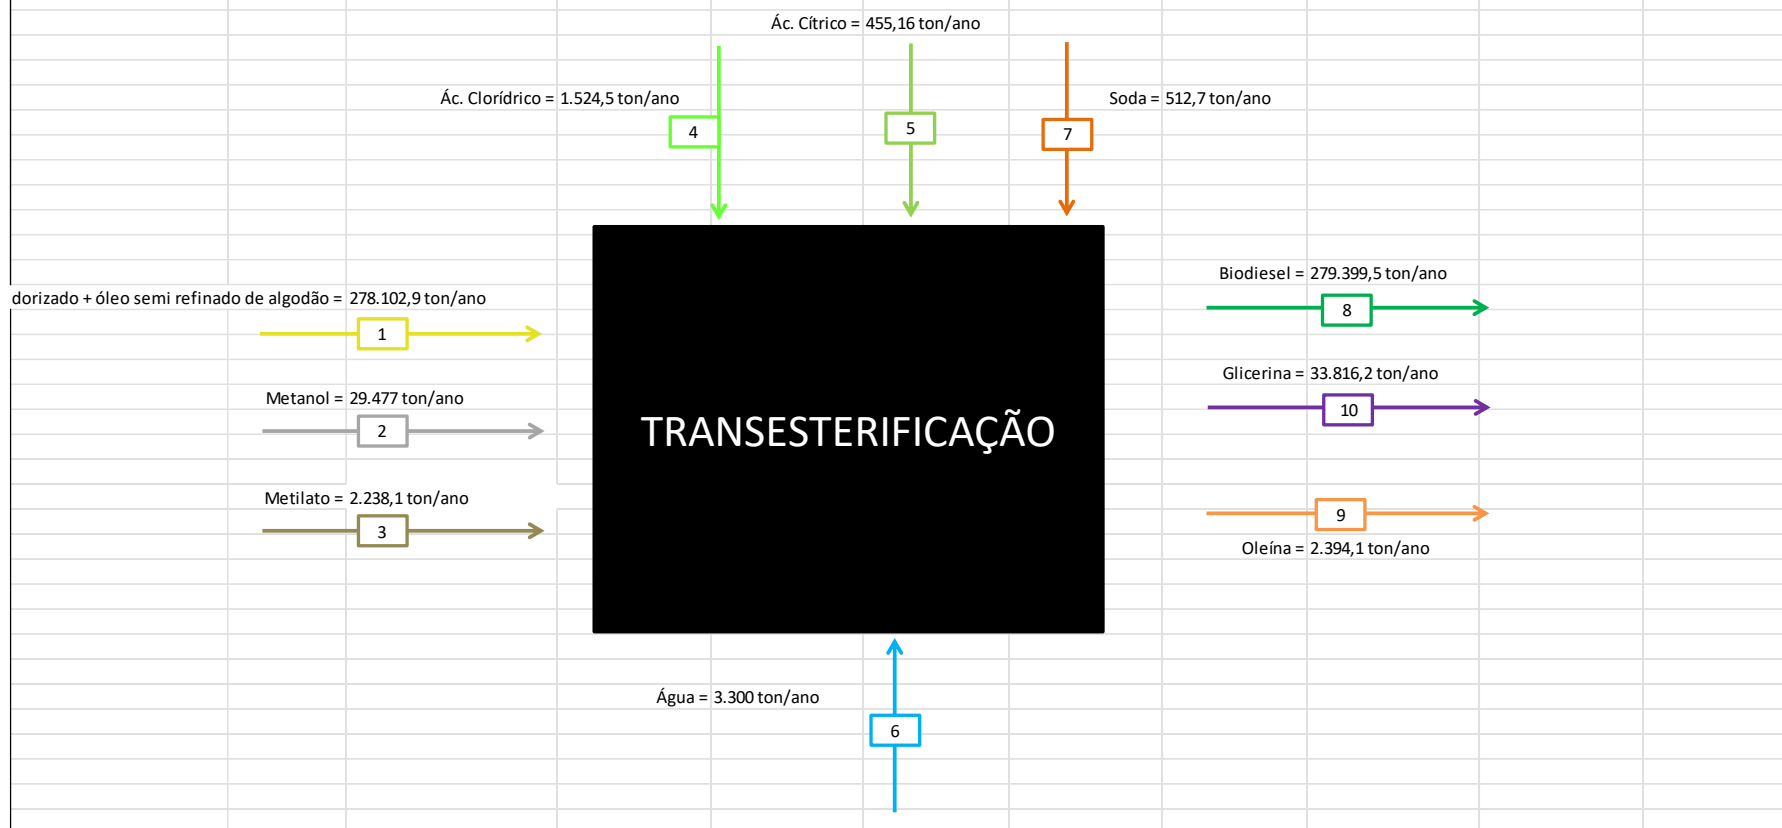 Ác. Cítrico = 455,16 ton/ano
Ác. Clorídrico = 1.524,5 ton/ano
Soda = 512,7 ton/ano
4
5
7
dorizado + óleo semi refinado de algodão = 278.102,9 ton/ano
1
Metanol = 29.477 ton/ano
2
Metilato = 2.238,1 ton/ano
3
TRANSESTERIFICAÇÃO
Biodiesel = 279.399,5 ton/ano
8
Glicerina = 33.816,2 ton/ano
10
9
Oleína = 2.394,1 ton/ano
Água = 3.300 ton/ano
6